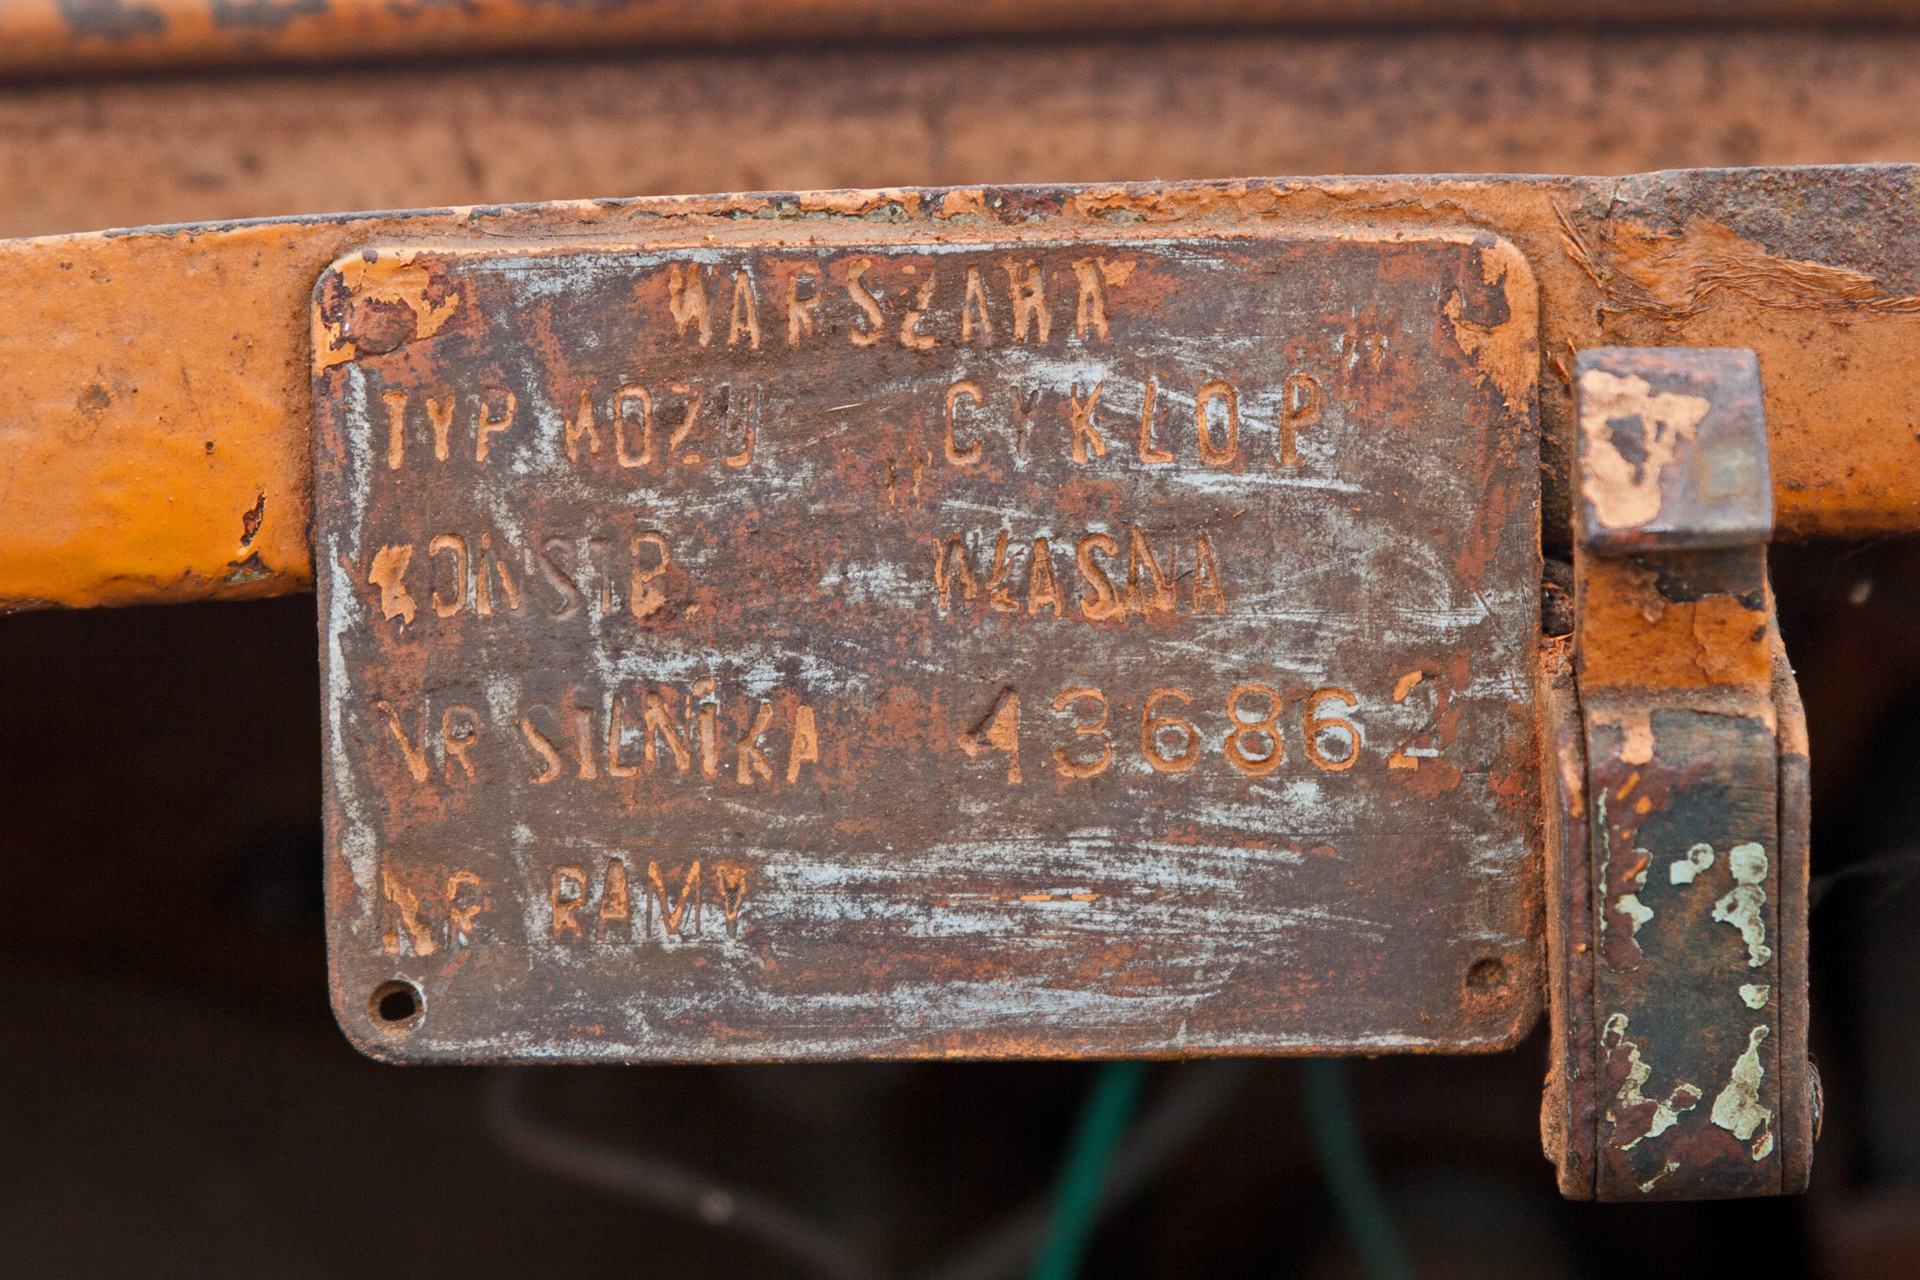 WARSZAWA
TYP WOZU „CYKLOP"
KONSTR. WŁASNA
NR SILNIKA 436862
NR RAMY —